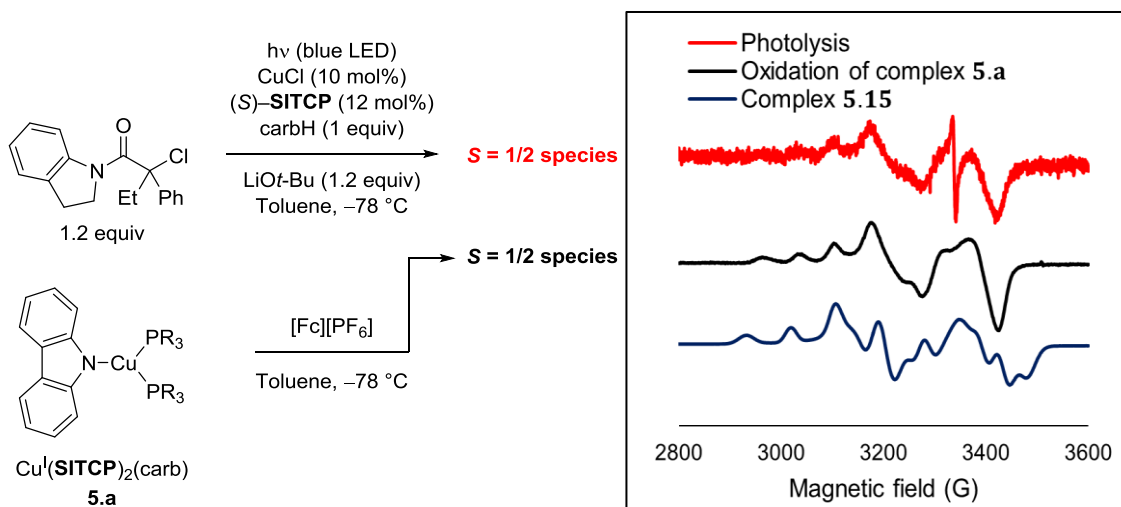 hν (blue LED)
CuCl (10 mol%)
(S)–SITCP (12 mol%)
carbH (1 equiv)
LiOt-Bu (1.2 equiv)
Toluene, –78 °C
O
N
Cl
Et
Ph
1.2 equiv
S = 1/2 species
S = 1/2 species
[Fc][PF6]
Toluene, –78 °C
N
Cu
PR3
PR3
CuI(SITCP)2(carb)
5.a
Photolysis
Oxidation of complex 5.a
Complex 5.15
2800 3000 3200 3400 3600
Magnetic field (G)